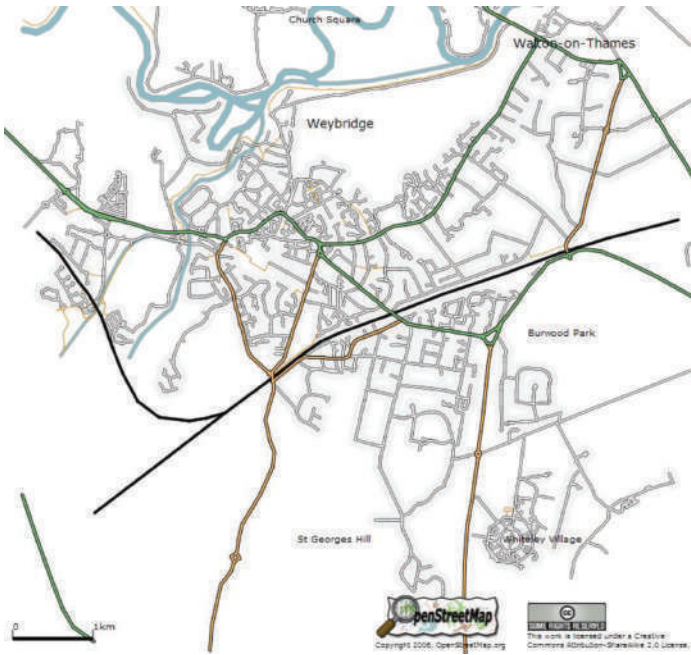 Church Square
Walton-on-Thames
Weybridge
Burwood Park
St Georges Hill
Whiteley Village
0 1km
OpenStreetMap
Copyright 2006, OpenStreetMap.org
CC
SOME RIGHTS RESERVED
This work is licensed under a Creative
Commons Attribution-ShareAlike 2.0 License.